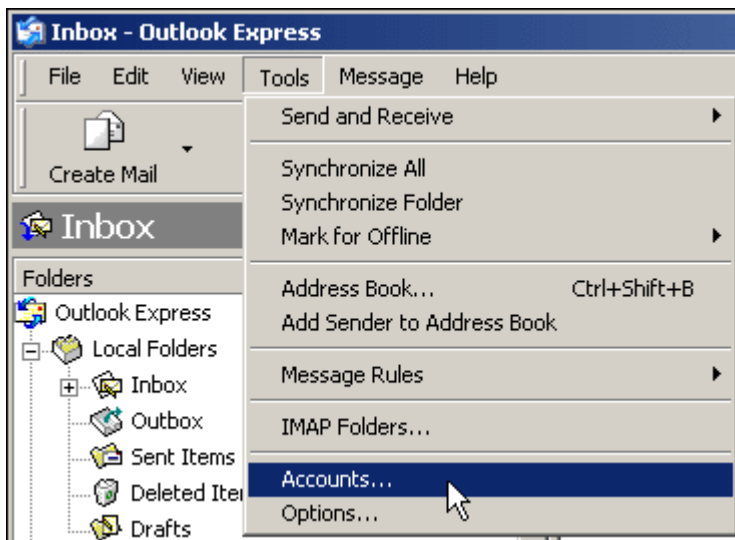 Inbox - Outlook Express
File Edit View Tools Message Help
Create Mail
Inbox
Folders
Outlook Express
Local Folders
Inbox
Outbox
Sent Items
Deleted Ite
Drafts
Send and Receive
Synchronize All
Synchronize Folder
Mark for Offline
Address Book... Ctrl+Shift+B
Add Sender to Address Book
Message Rules
IMAP Folders...
Accounts...
Options...